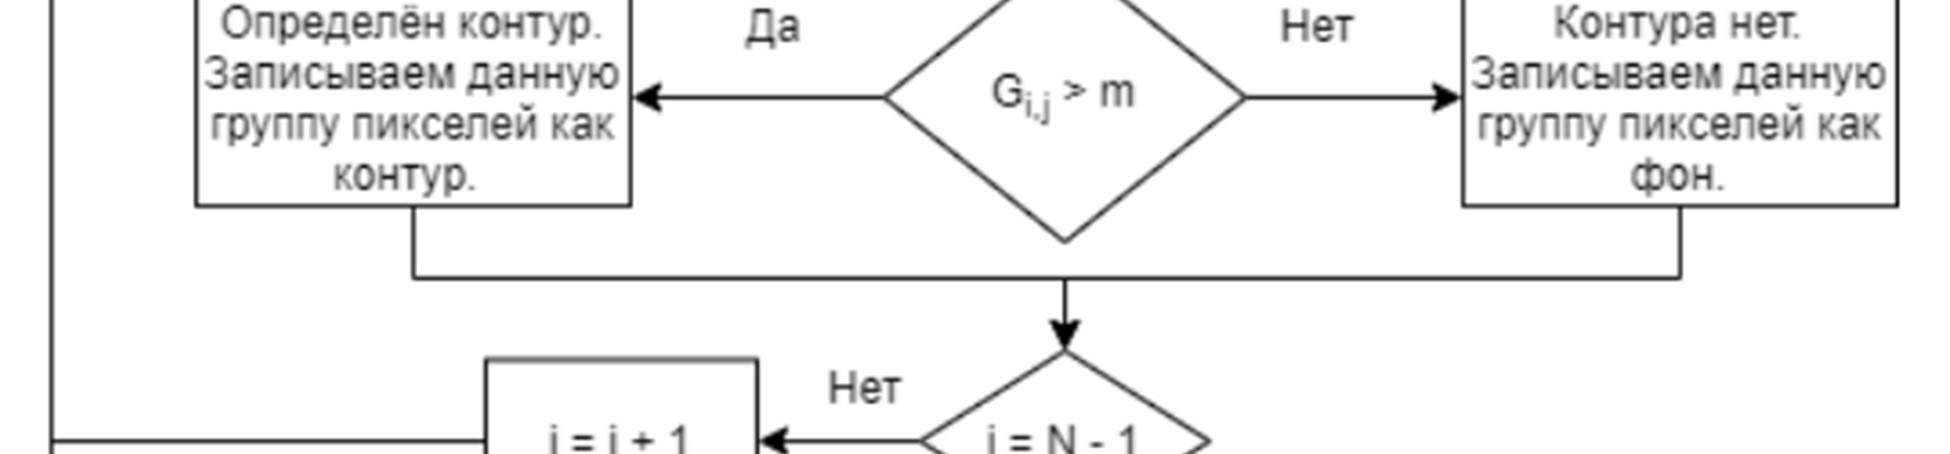 Определён контур.
Записываем данную
группу пикселей как
контур.
Да
G_{i,j} > m
Нет
Контура нет.
Записываем данную
группу пикселей как
фон.
Нет
i = i + 1
i = N - 1